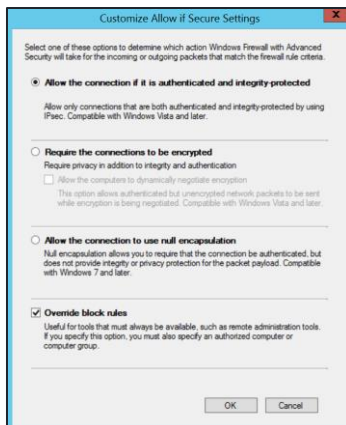 Customize Allow if Secure Settings
X
Select one of these options to determine which action Windows Firewall with Advanced
Security will take for the incoming or outgoing packets that match the firewall rule criteria.
Allow the connection if it is authenticated and integrity-protected
Allow only connections that are both authenticated and integrity-protected by using
IPsec. Compatible with Windows Vista and later.
Require the connections to be encrypted
Require privacy in addition to integrity and authentication
Allow the computers to dynamically negotiate encryption
This option allows authenticated but unencrypted network packets to be sent
while encryption is being negotiated. Compatible with Windows Vista and later.
Allow the connection to use null encapsulation
Null encapsulation allows you to require that the connection be authenticated, but
does not provide integrity or privacy protection for the packet payload. Compatible
with Windows 7 and later.
Override block rules
Useful for tools that must always be available, such as remote administration tools.
If you specify this option, you must also specify an authorized computer or
computer group.
OK Cancel